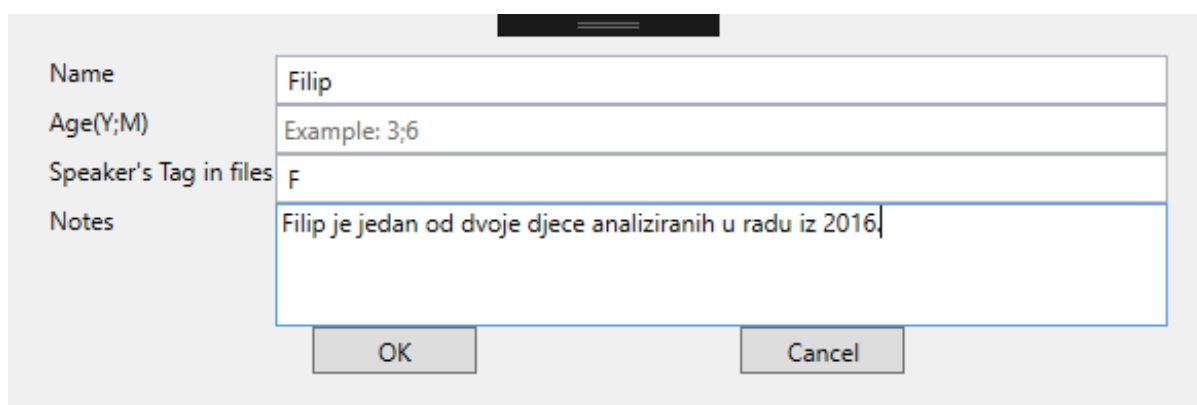 Name
Filip
Age(Y;M)
Example: 3;6
Speaker's Tag in files
F
Notes
Filip je jedan od dvoje djece analiziranih u radu iz 2016.
OK
Cancel